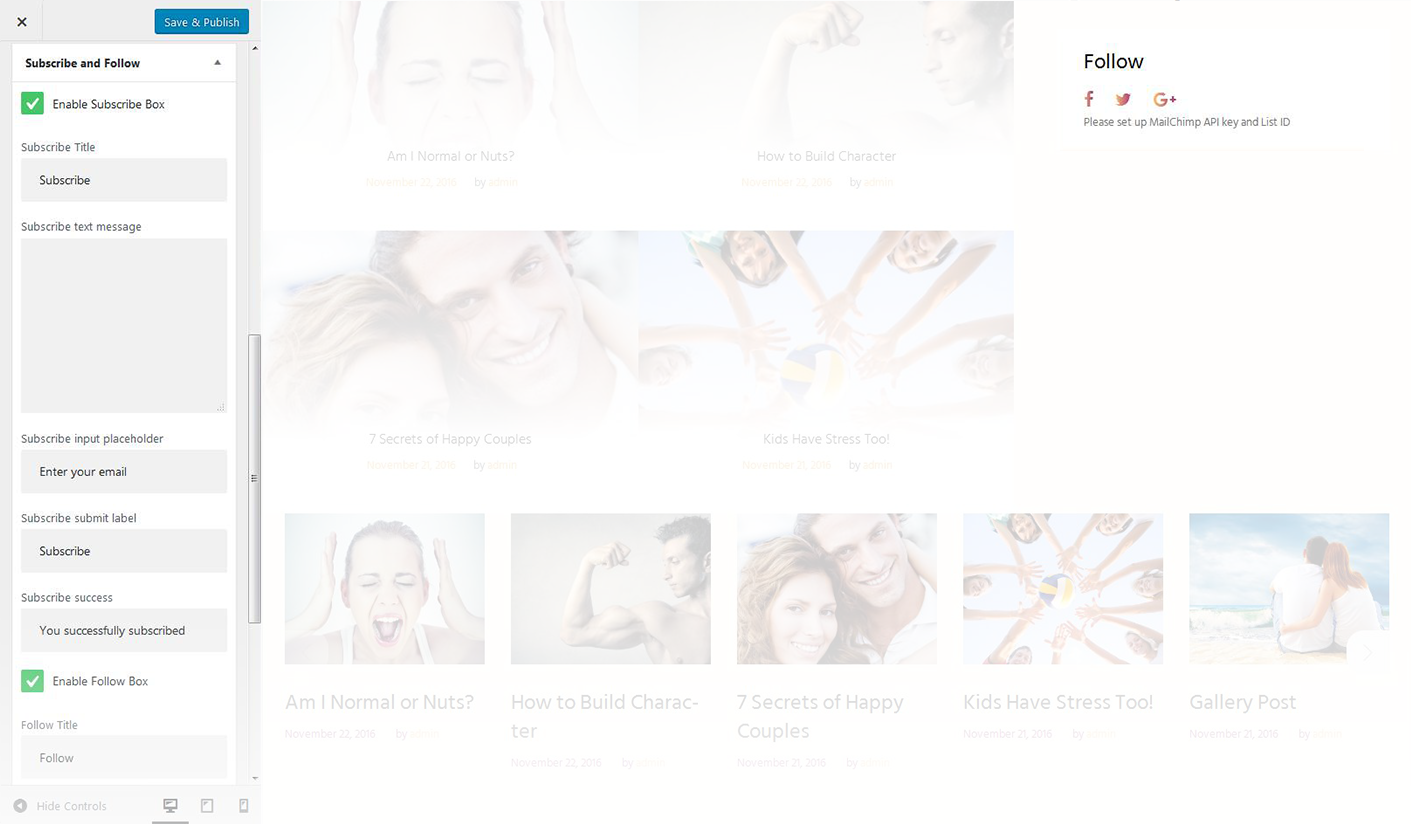 Save & Publish
Subscribe and Follow
Enable Subscribe Box
Subscribe Title
Subscribe
Subscribe text message
Subscribe input placeholder
Enter your email
Subscribe submit label
Subscribe
Subscribe success
You successfully subscribed
Enable Follow Box
Follow Title
Follow
Hide Controls
Am I Normal or Nuts?
November 22, 2016 by admin
How to Build Character
November 22, 2016 by admin
7 Secrets of Happy Couples
November 21, 2016 by admin
Kids Have Stress Too!
November 21, 2016 by admin
Follow
G+
Please set up MailChimp API key and List ID
Am I Normal or Nuts?
November 22, 2016 by admin
How to Build Charac-
ter
November 22, 2016 by admin
7 Secrets of Happy
Couples
November 21, 2016 by admin
Kids Have Stress Too!
November 21, 2016 by admin
Gallery Post
November 21, 2016 by admin